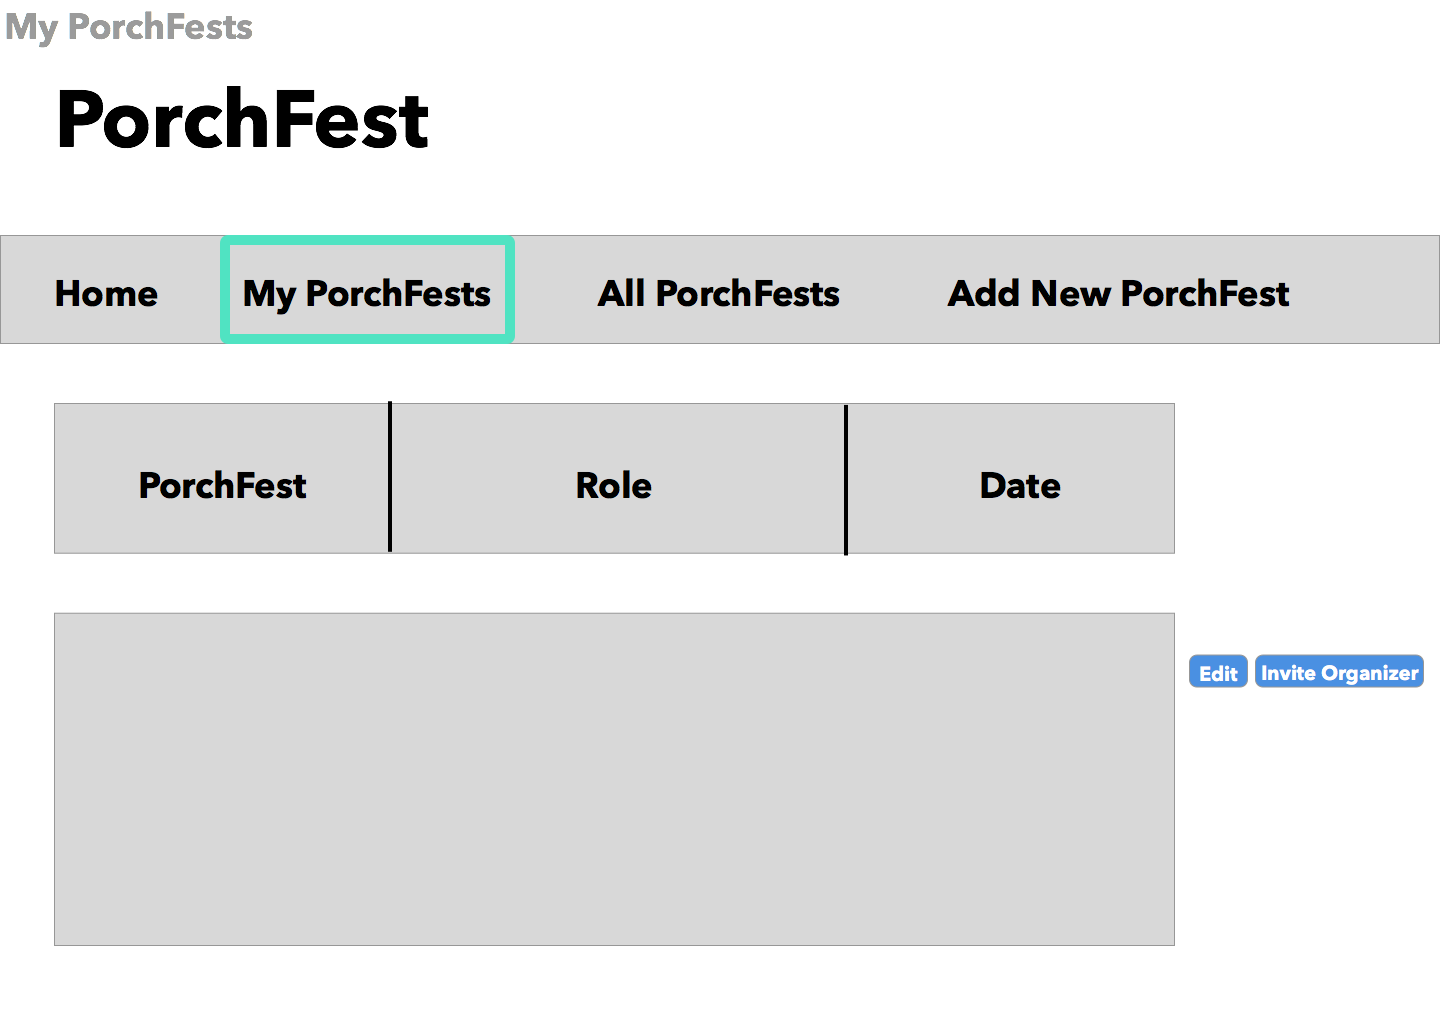 My PorchFests
PorchFest
Home My PorchFests All PorchFests Add New PorchFest
PorchFest Role Date
Edit Invite Organizer